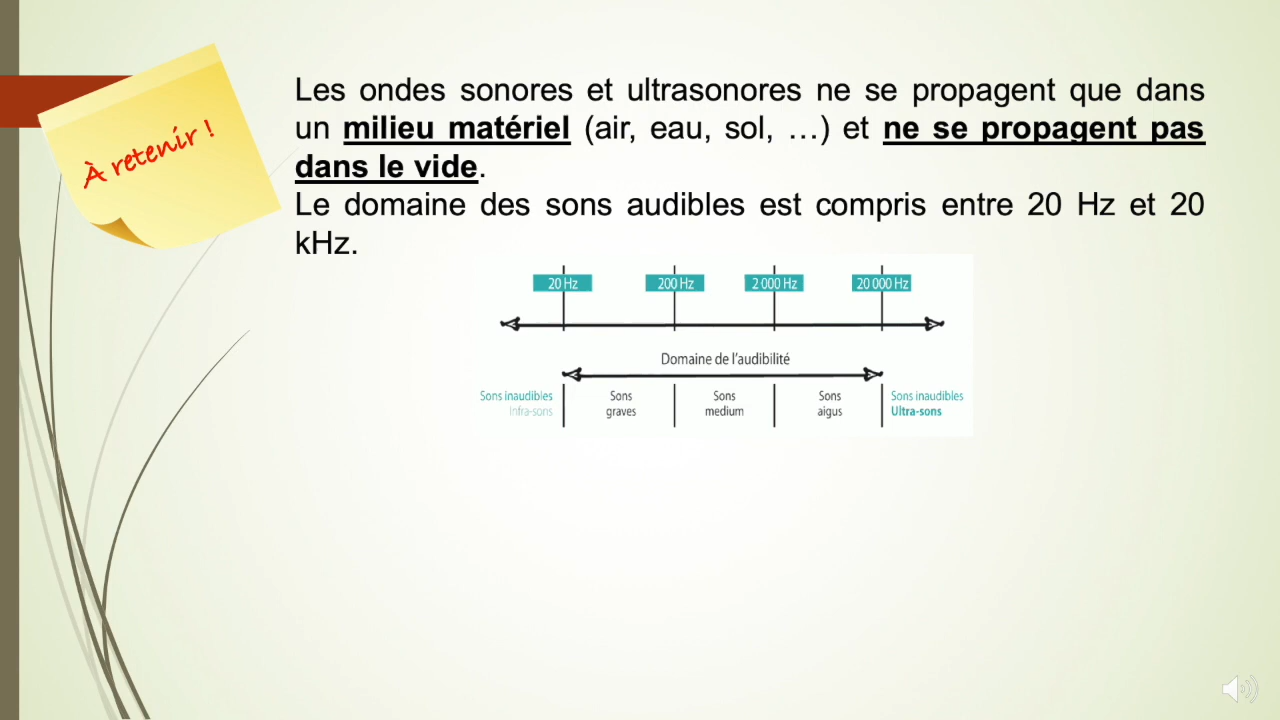 À retenir !
Les ondes sonores et ultrasonores ne se propagent que dans
un milieu matériel (air, eau, sol, …) et ne se propagent pas
dans le vide.
Le domaine des sons audibles est compris entre 20 Hz et 20
kHz.
20 Hz 200 Hz 2 000 Hz 20 000 Hz
Domaine de l'audibilité
Sons inaudibles Sons Sons Sons Sons inaudibles
Infra-sons graves medium aigus Ultra-sons